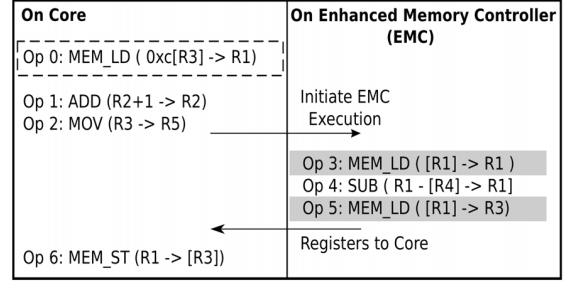 On Core
On Enhanced Memory Controller
(EMC)
Op 0: MEM_LD ( 0xc[R3] -> R1)
Op 1: ADD (R2+1 -> R2)
Op 2: MOV (R3 -> R5)
Initiate EMC
Execution
Op 3: MEM_LD ( [R1] -> R1 )
Op 4: SUB ( R1 - [R4] -> R1]
Op 5: MEM_LD ( [R1] -> R3)
Registers to Core
Op 6: MEM_ST (R1 -> [R3])